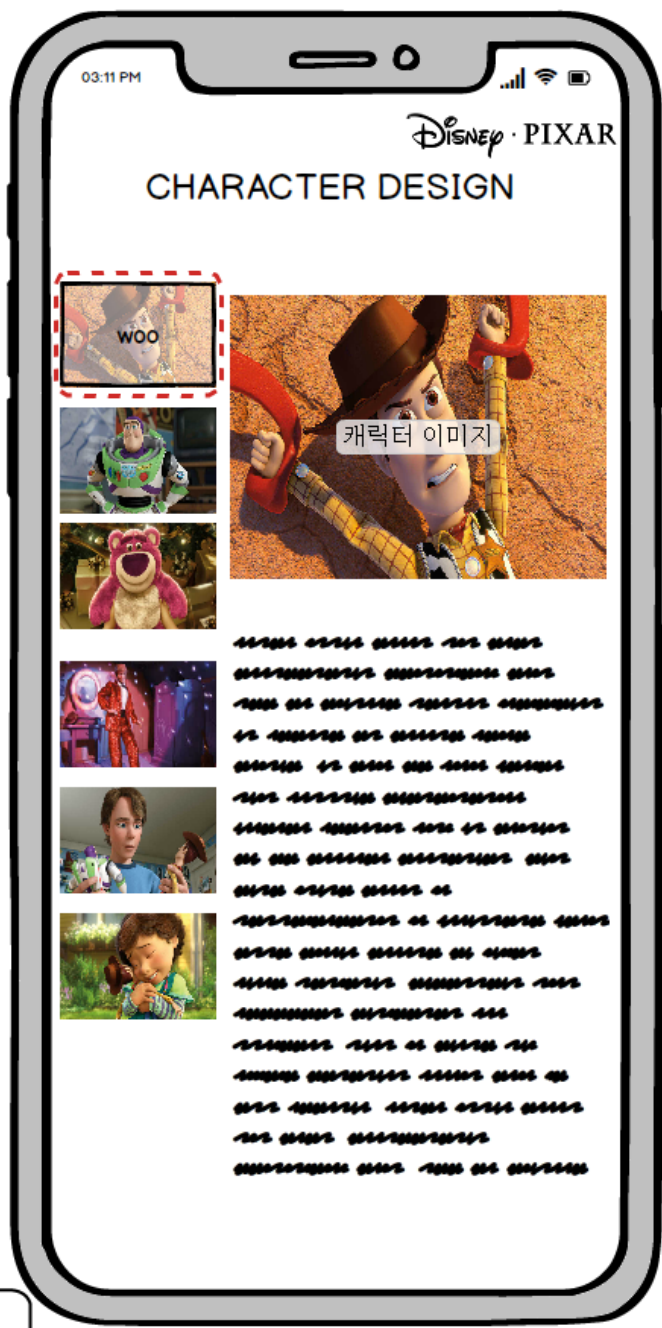 03:11 PM
Disney · PIXAR
CHARACTER DESIGN
WOO
캐릭터 이미지